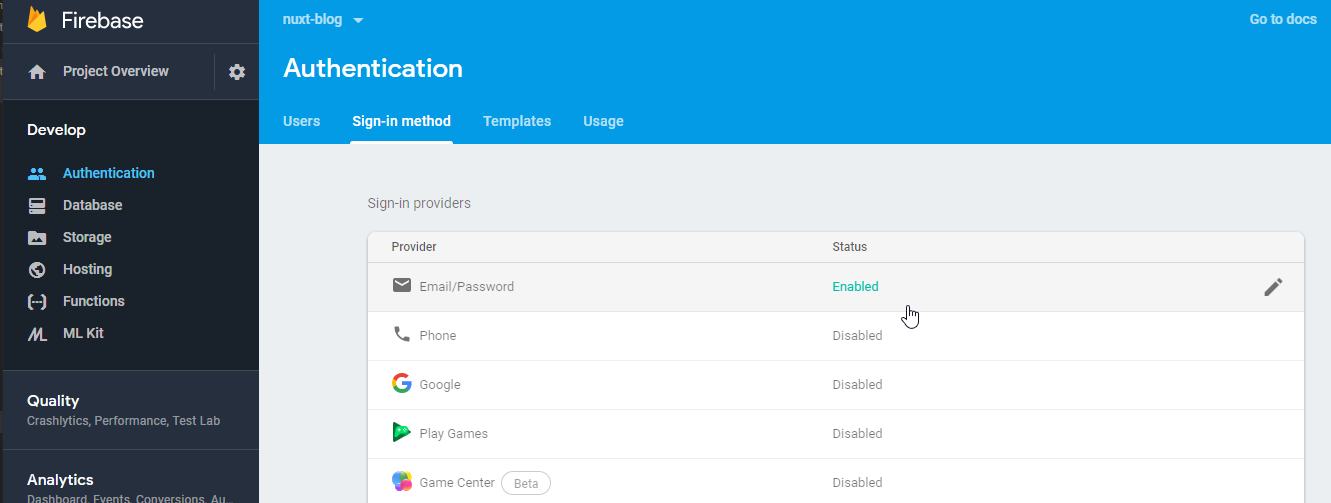 Firebase
nuxt-blog
Go to docs
Project Overview
Authentication
Users
Sign-in method
Templates
Usage
Develop
Authentication
Database
Storage
Hosting
Functions
ML Kit
Quality
Crashlytics, Performance, Test Lab
Analytics
Dashboard, Events, Conversions, Au...
Sign-in providers
Provider Status
Email/Password Enabled
Phone Disabled
Google Disabled
Play Games Disabled
Game Center Beta Disabled